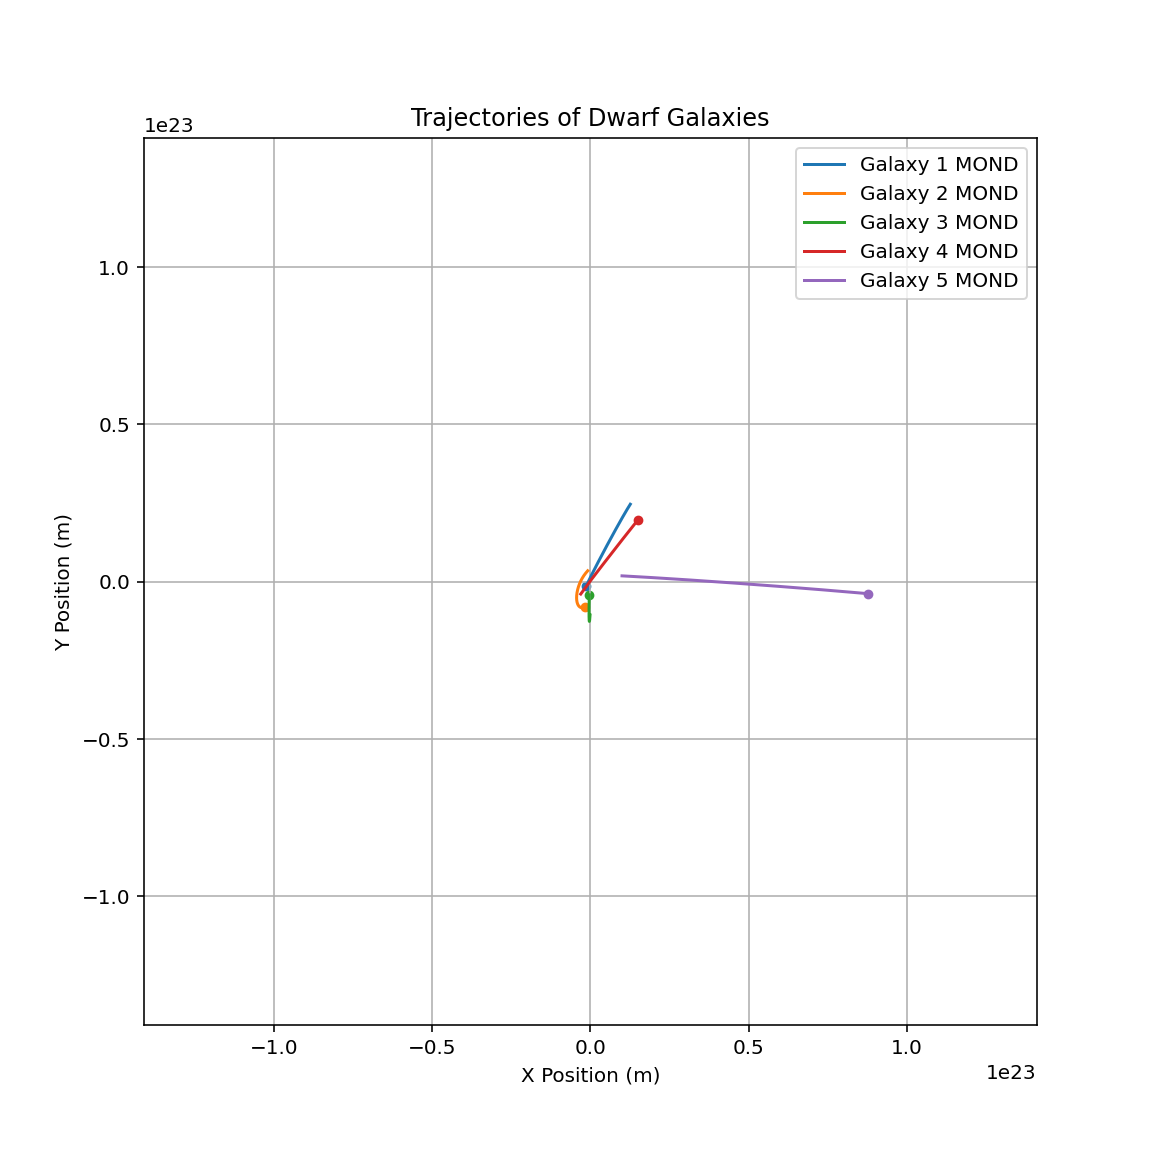 Trajectories of Dwarf Galaxies
1e23
Galaxy 1 MOND
Galaxy 2 MOND
Galaxy 3 MOND
Galaxy 4 MOND
Galaxy 5 MOND
1.0
0.5
0.0
−0.5
−1.0
Y Position (m)
−1.0 −0.5 0.0 0.5 1.0
X Position (m)
1e23